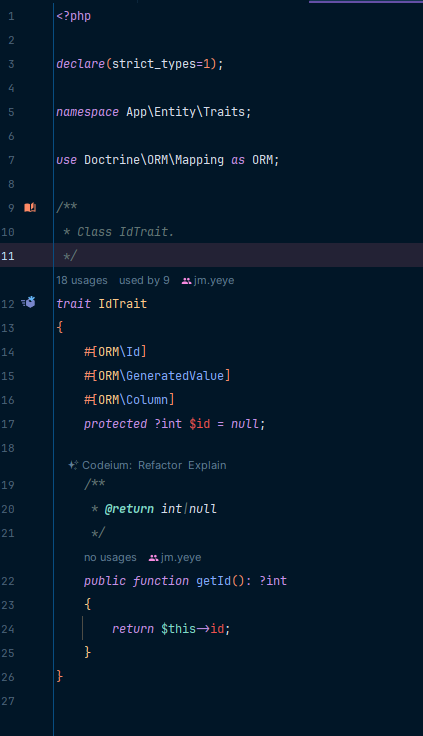 1 <?php
2
3 declare(strict_types=1);
4
5 namespace App\Entity\Traits;
6
7 use Doctrine\ORM\Mapping as ORM;
8
9 /**
10 * Class IdTrait.
11 */
18 usages used by 9 jm.yeye
12 trait IdTrait
13 {
14 #[ORM\Id]
15 #[ORM\GeneratedValue]
16 #[ORM\Column]
17 protected ?int $id = null;
18
Codeium: Refactor Explain
19 /**
20 * @return int|null
21 */
no usages jm.yeye
22 public function getId(): ?int
23 {
24 return $this->id;
25 }
26 }
27